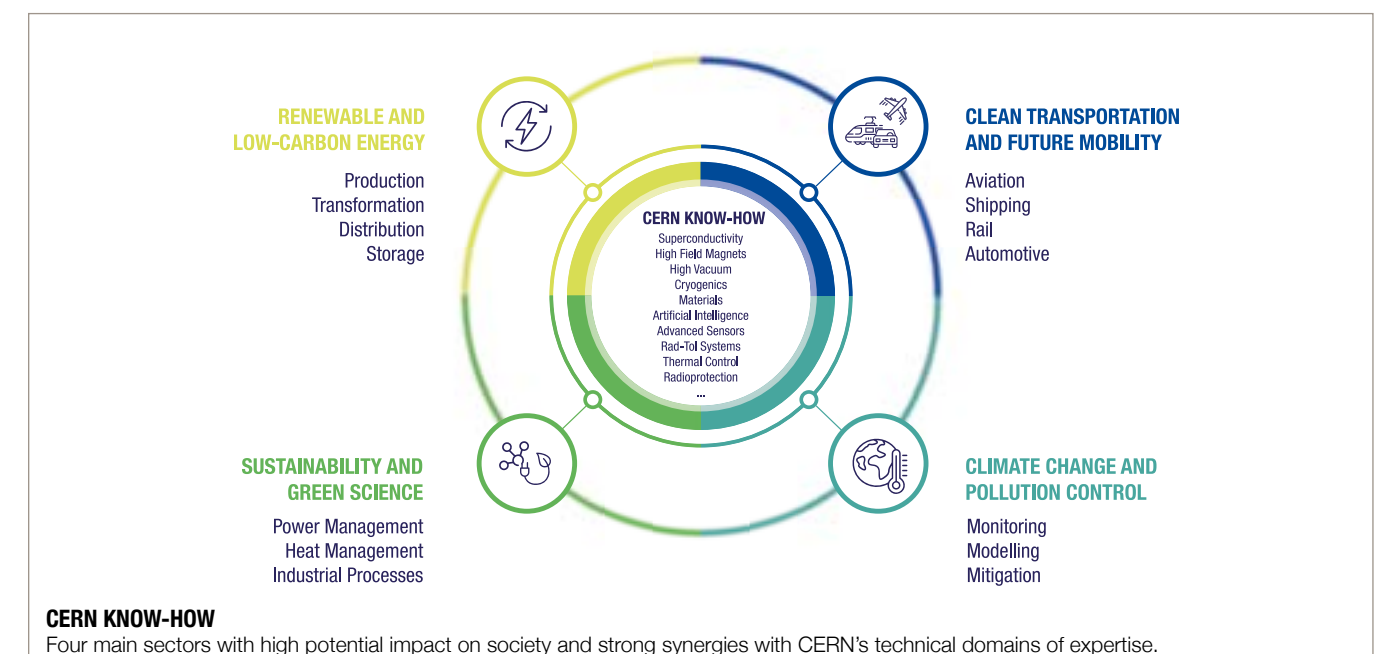 RENEWABLE AND
LOW-CARBON ENERGY
Production
Transformation
Distribution
Storage
CLEAN TRANSPORTATION
AND FUTURE MOBILITY
Aviation
Shipping
Rail
Automotive
CERN KNOW-HOW
Superconductivity
High Field Magnets
High Vacuum
Cryogenics
Materials
Artificial Intelligence
Advanced Sensors
Rad-Tol Systems
Thermal Control
Radioprotection
...
SUSTAINABILITY AND
GREEN SCIENCE
Power Management
Heat Management
Industrial Processes
CLIMATE CHANGE AND
POLLUTION CONTROL
Monitoring
Modelling
Mitigation
CERN KNOW-HOW
Four main sectors with high potential impact on society and strong synergies with CERN's technical domains of expertise.